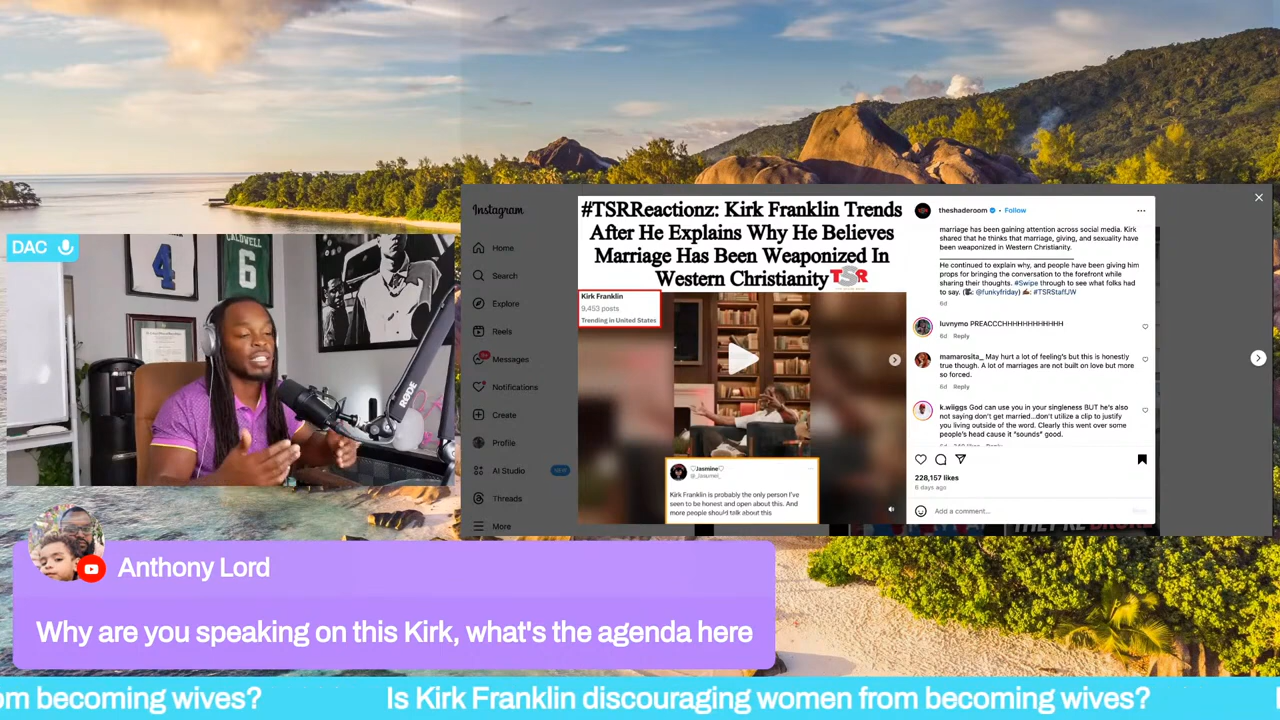 DAC
4
CALDWELL
6
RØDE
Instagram
Home
Search
Explore
Reels
Messages
Notifications
Create
Profile
AI Studio
Threads
More
#TSRReactionz: Kirk Franklin Trends
After He Explains Why He Believes
Marriage Has Been Weaponized In
Western Christianity TSR
Kirk Franklin
9,453 posts
Trending in United States
♡Jasmine♡
Kirk Franklin is probably the only person I've
seen to be honest and open about this. And
more people should talk about this
theshaderoom • Follow
marriage has been gaining attention across social media. Kirk
shared that he thinks that marriage, giving, and sexuality have
been weaponized in Western Christianity.
He continued to explain why, and people have been giving him
props for bringing the conversation to the forefront while
sharing their thoughts. #Swipe through to see what folks had
to say. (📽: @funkyfriday) ✍🏾: #TSRStaffJW
6d
luvnymo PREACCCHHHHHHHHHHHHH
6d Reply
mamarosita_ May hurt a lot of feeling's but this is honestly
true though. A lot of marriages are not built on love but more
so forced.
6d Reply
k.wiiggs God can use you in your singleness BUT he's also
not saying don't get married...don't utilize a clip to justify
you living outside of the word. Clearly this went over some
people's head cause it "sounds" good.
228,157 likes
6 days ago
Add a comment...
Anthony Lord
Why are you speaking on this Kirk, what's the agenda here
om becoming wives? Is Kirk Franklin discouraging women from becoming wives?